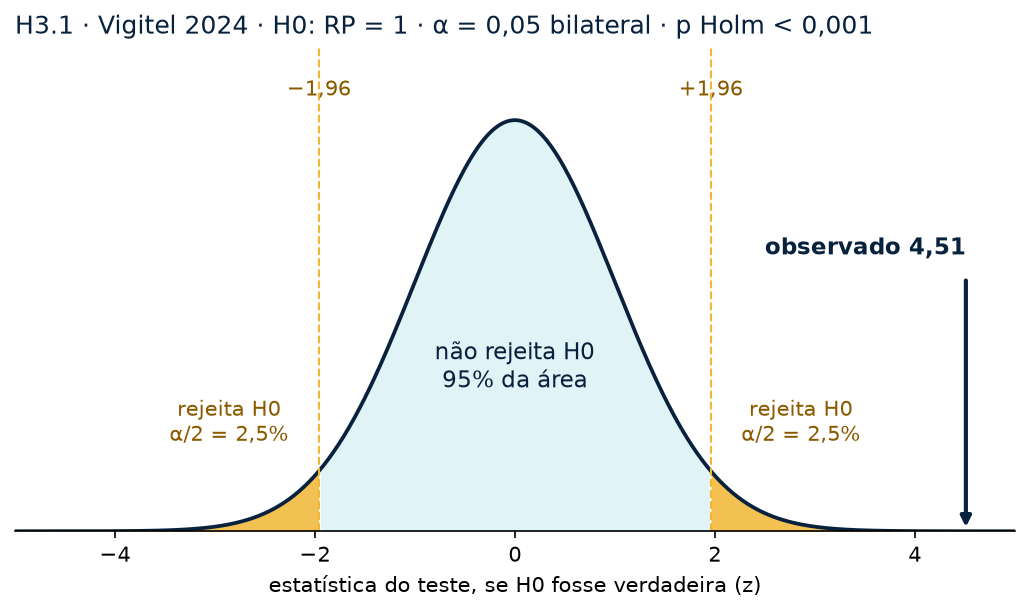 H3.1 · Vigitel 2024 · H0: RP = 1 · α = 0,05 bilateral · p Holm < 0,001
−1,96
+1,96
observado 4,51
não rejeita H0
95% da área
rejeita H0
α/2 = 2,5%
rejeita H0
α/2 = 2,5%
−4
−2
0
2
4
estatística do teste, se H0 fosse verdadeira (z)